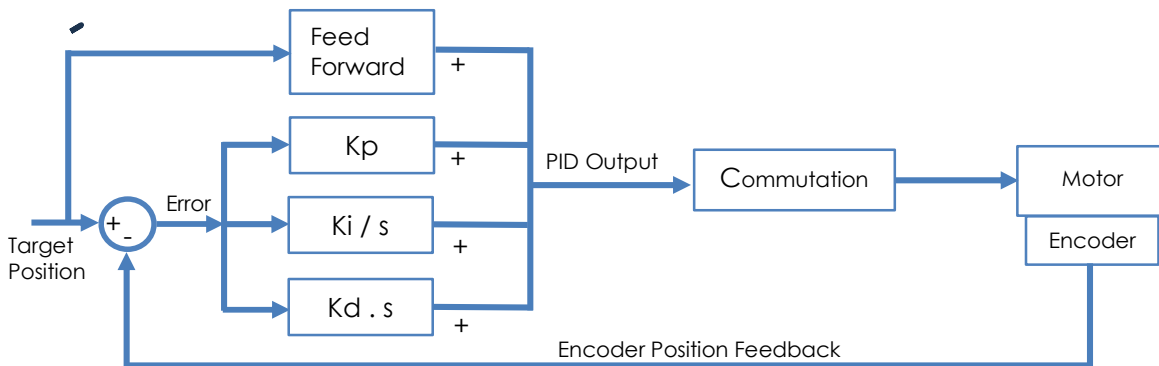 Feed
Forward
+
Kp
+
PID Output
Commutation
Motor
Error
+
-
Ki / s
+
Target
Position
Encoder
Kd . s
+
Encoder Position Feedback